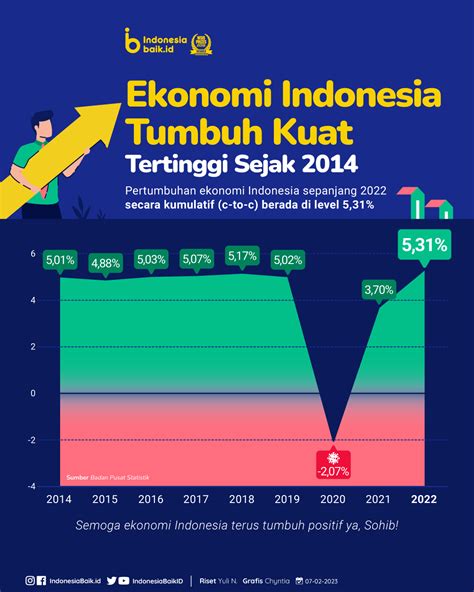 Indonesia
baik.id
Ekonomi Indonesia
Tumbuh Kuat
Tertinggi Sejak 2014
Pertumbuhan ekonomi Indonesia sepanjang 2022
secara kumulatif (c-to-c) berada di level 5,31%
6
4
2
0
-2
-4
5,01%
4,88%
5,03%
5,07%
5,17%
5,02%
-2,07%
3,70%
5,31%
Sumber Badan Pusat Statistik
2014 2015 2016 2017 2018 2019 2020 2021 2022
Semoga ekonomi Indonesia terus tumbuh positif ya, Sohib!
IndonesiaBaik.id IndonesiaBaikID Riset Yuli N. Grafis Chyntia 07-02-2023